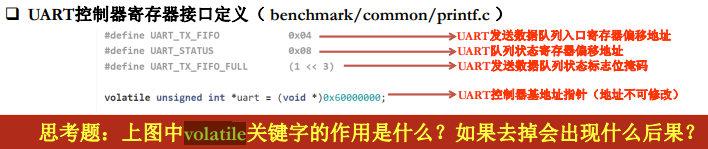 ❑ UART控制器寄存器接口定义（ benchmark/common/printf.c ）
#define UART_TX_FIFO 0x04 UART发送数据队列入口寄存器偏移地址
#define UART_STATUS 0x08 UART队列状态寄存器偏移地址
#define UART_TX_FIFO_FULL (1 << 3) UART发送数据队列状态标志位掩码
volatile unsigned int *uart = (void *)0x60000000; UART控制器基地址指针（地址不可修改）
思考题：上图中volatile关键字的作用是什么？如果去掉会出现什么后果？